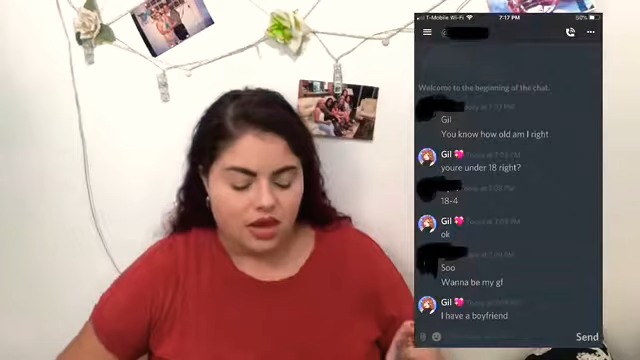 T-Mobile Wi-Fi 7:17 PM 50%
Welcome to the beginning of the chat.
Gil
You know how old am I right
Gil
youre under 18 right?
18-4
Gil
ok
Soo
Wanna be my gf
Gil
I have a boyfriend
Send